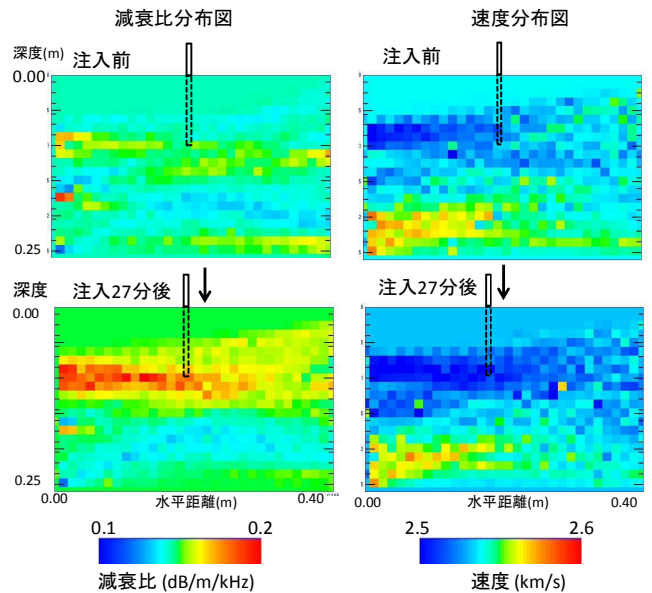 減衰比分布図
速度分布図
深度(m)
注入前
注入前
0.00
0.25
深度
注入27分後
注入27分後
0.00
0.25
0.00
水平距離(m)
0.40
0.00
水平距離(m)
0.40
0.1
0.2
2.5
2.6
減衰比 (dB/m/kHz)
速度 (km/s)